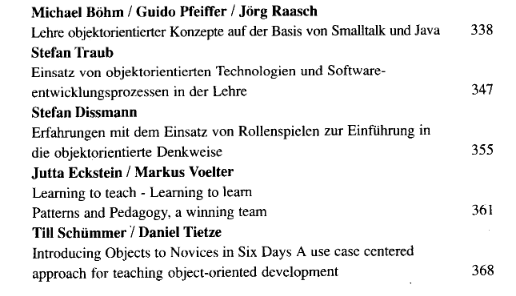 Michael Böhm / Guido Pfeiffer / Jörg Raasch
Lehre objektorientierter Konzepte auf der Basis von Smalltalk und Java 338
Stefan Traub
Einsatz von objektorientierten Technologien und Software-
entwicklungsprozessen in der Lehre 347
Stefan Dissmann
Erfahrungen mit dem Einsatz von Rollenspielen zur Einführung in
die objektorientierte Denkweise 355
Jutta Eckstein / Markus Voelter
Learning to teach - Learning to learn
Patterns and Pedagogy, a winning team 361
Till Schümmer / Daniel Tietze
Introducing Objects to Novices in Six Days A use case centered
approach for teaching object-oriented development 368